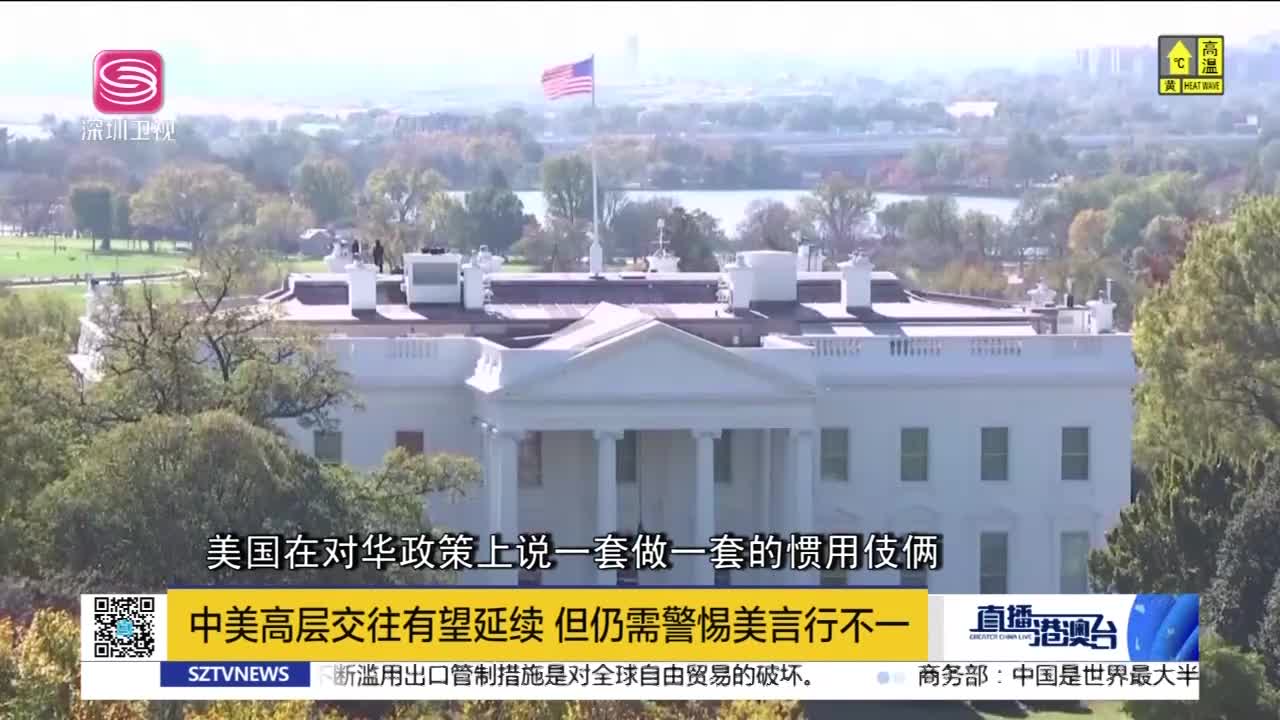 深圳卫视
高温
℃
黄 HEAT WAVE
美国在对华政策上说一套做一套的惯用伎俩
中美高层交往有望延续 但仍需警惕美言行不一
直播港澳台
GREATER CHINA LIVE
SZTVNEWS
断滥用出口管制措施是对全球自由贸易的破坏。 商务部：中国是世界最大半